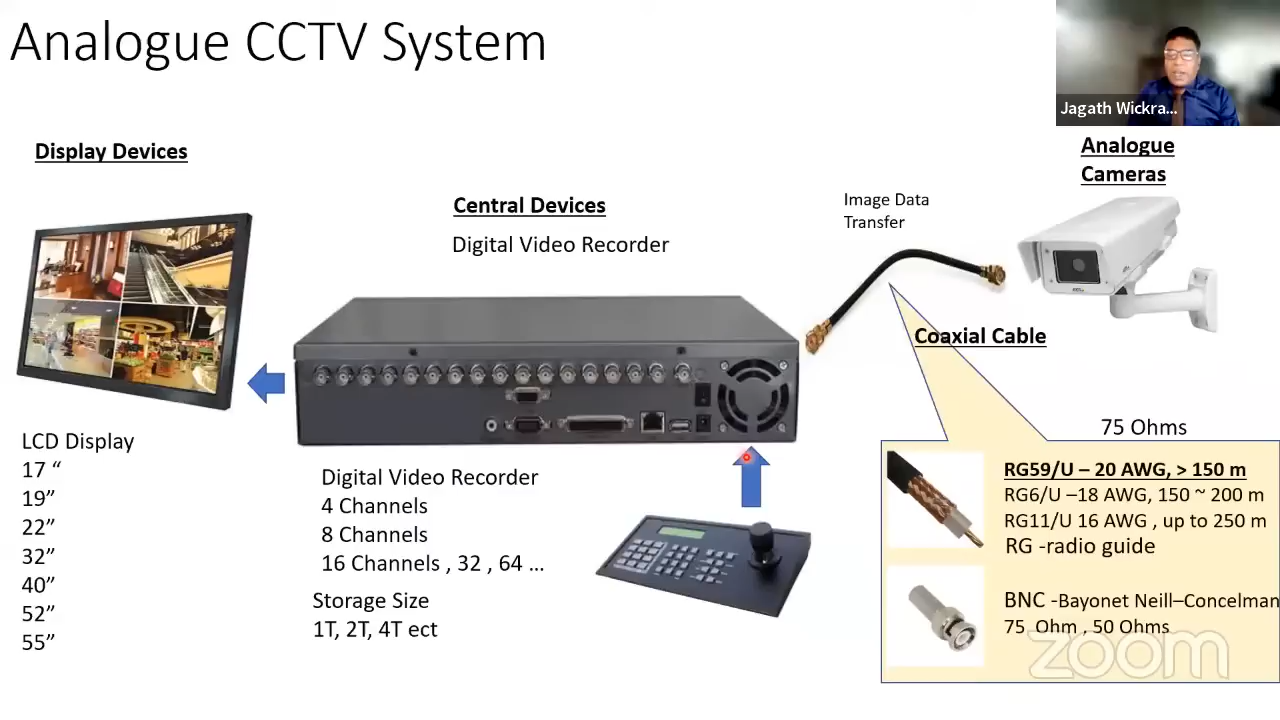 Analogue CCTV System
Jagath Wickra...
Display Devices
Central Devices
Digital Video Recorder
Image Data
Transfer
Analogue
Cameras
Coaxial Cable
LCD Display
17 “
19”
22”
32”
40”
52”
55”
Digital Video Recorder
4 Channels
8 Channels
16 Channels , 32 , 64 ...
Storage Size
1T, 2T, 4T ect
75 Ohms
RG59/U – 20 AWG, > 150 m
RG6/U –18 AWG, 150 ~ 200 m
RG11/U 16 AWG , up to 250 m
RG -radio guide
BNC -Bayonet Neill–Concelman
75 Ohm , 50 Ohms
zoom